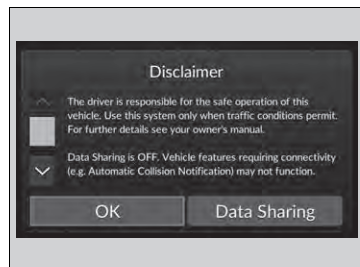 Disclaimer
The driver is responsible for the safe operation of this
vehicle. Use this system only when traffic conditions permit.
For further details see your owner's manual.
Data Sharing is OFF. Vehicle features requiring connectivity
(e.g. Automatic Collision Notification) may not function.
OK
Data Sharing